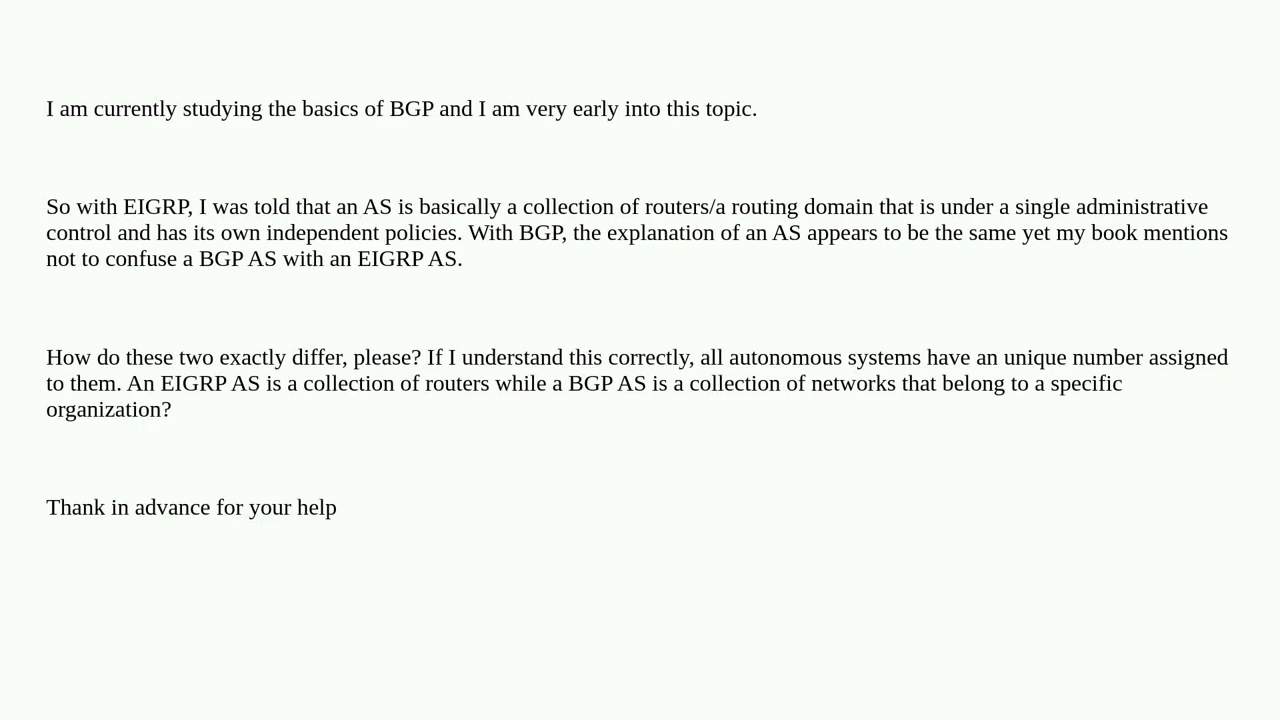 I am currently studying the basics of BGP and I am very early into this topic.
So with EIGRP, I was told that an AS is basically a collection of routers/a routing domain that is under a single administrative
control and has its own independent policies. With BGP, the explanation of an AS appears to be the same yet my book mentions
not to confuse a BGP AS with an EIGRP AS.
How do these two exactly differ, please? If I understand this correctly, all autonomous systems have an unique number assigned
to them. An EIGRP AS is a collection of routers while a BGP AS is a collection of networks that belong to a specific
organization?
Thank in advance for your help